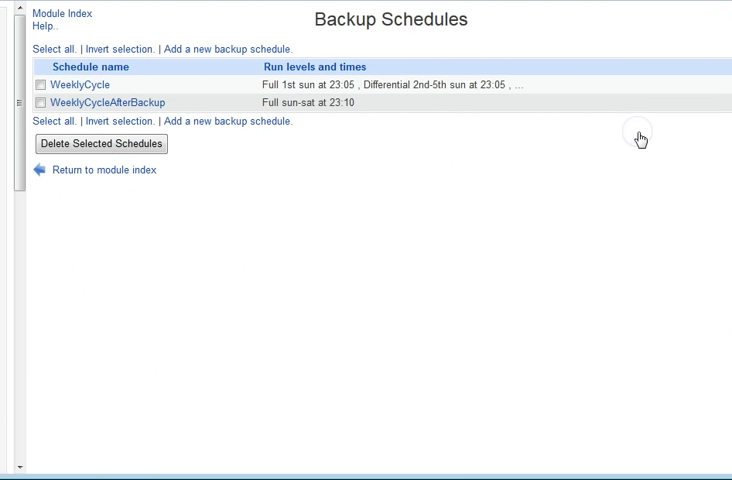 Module Index
Help..
Backup Schedules
Select all. | Invert selection. | Add a new backup schedule.
Schedule name Run levels and times
WeeklyCycle Full 1st sun at 23:05 , Differential 2nd-5th sun at 23:05 , ...
WeeklyCycleAfterBackup Full sun-sat at 23:10
Select all. | Invert selection. | Add a new backup schedule.
Delete Selected Schedules
Return to module index